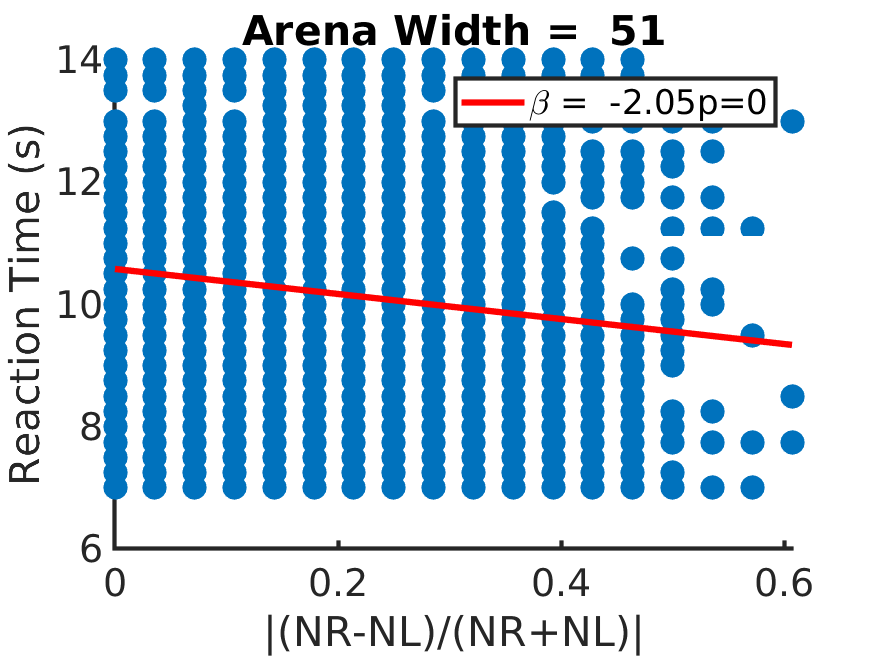 Arena Width =  51
β =  -2.05p=0
Reaction Time (s)
14
12
10
8
6
0 0.2 0.4 0.6
|(NR-NL)/(NR+NL)|